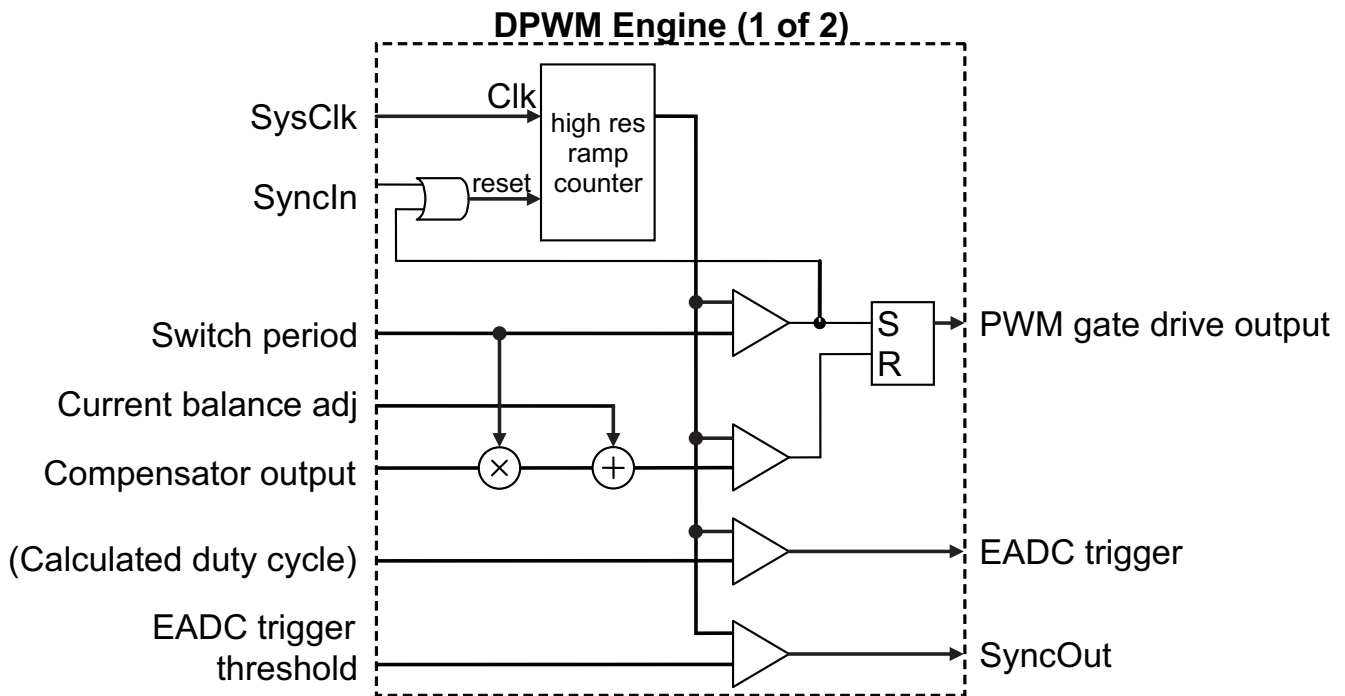 DPWM Engine (1 of 2)
SysClk
Clk
high res
ramp
counter
SyncIn
reset
Switch period
S
R
PWM gate drive output
Current balance adj
Compensator output
(Calculated duty cycle)
EADC trigger
EADC trigger
threshold
SyncOut